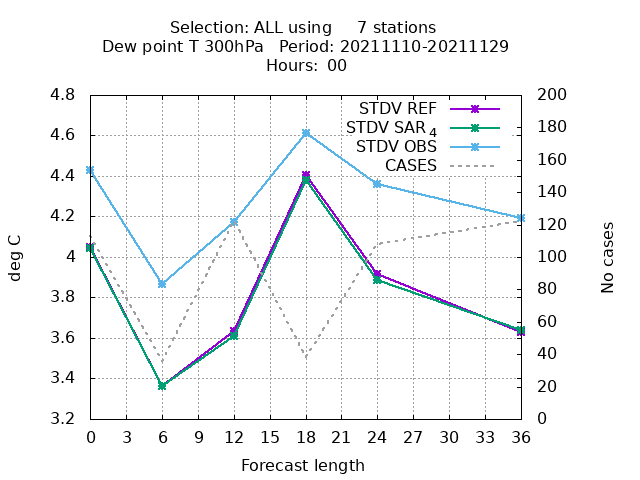 Selection: ALL using 7 stations
Dew point T 300hPa Period: 20211110-20211129
Hours: 00
STDV REF
STDV SAR 4
STDV OBS
CASES
deg C
4.8
4.6
4.4
4.2
4
3.8
3.6
3.4
3.2
200
180
160
140
120
100
80
60
40
20
0
No cases
0 3 6 9 12 15 18 21 24 27 30 33 36
Forecast length